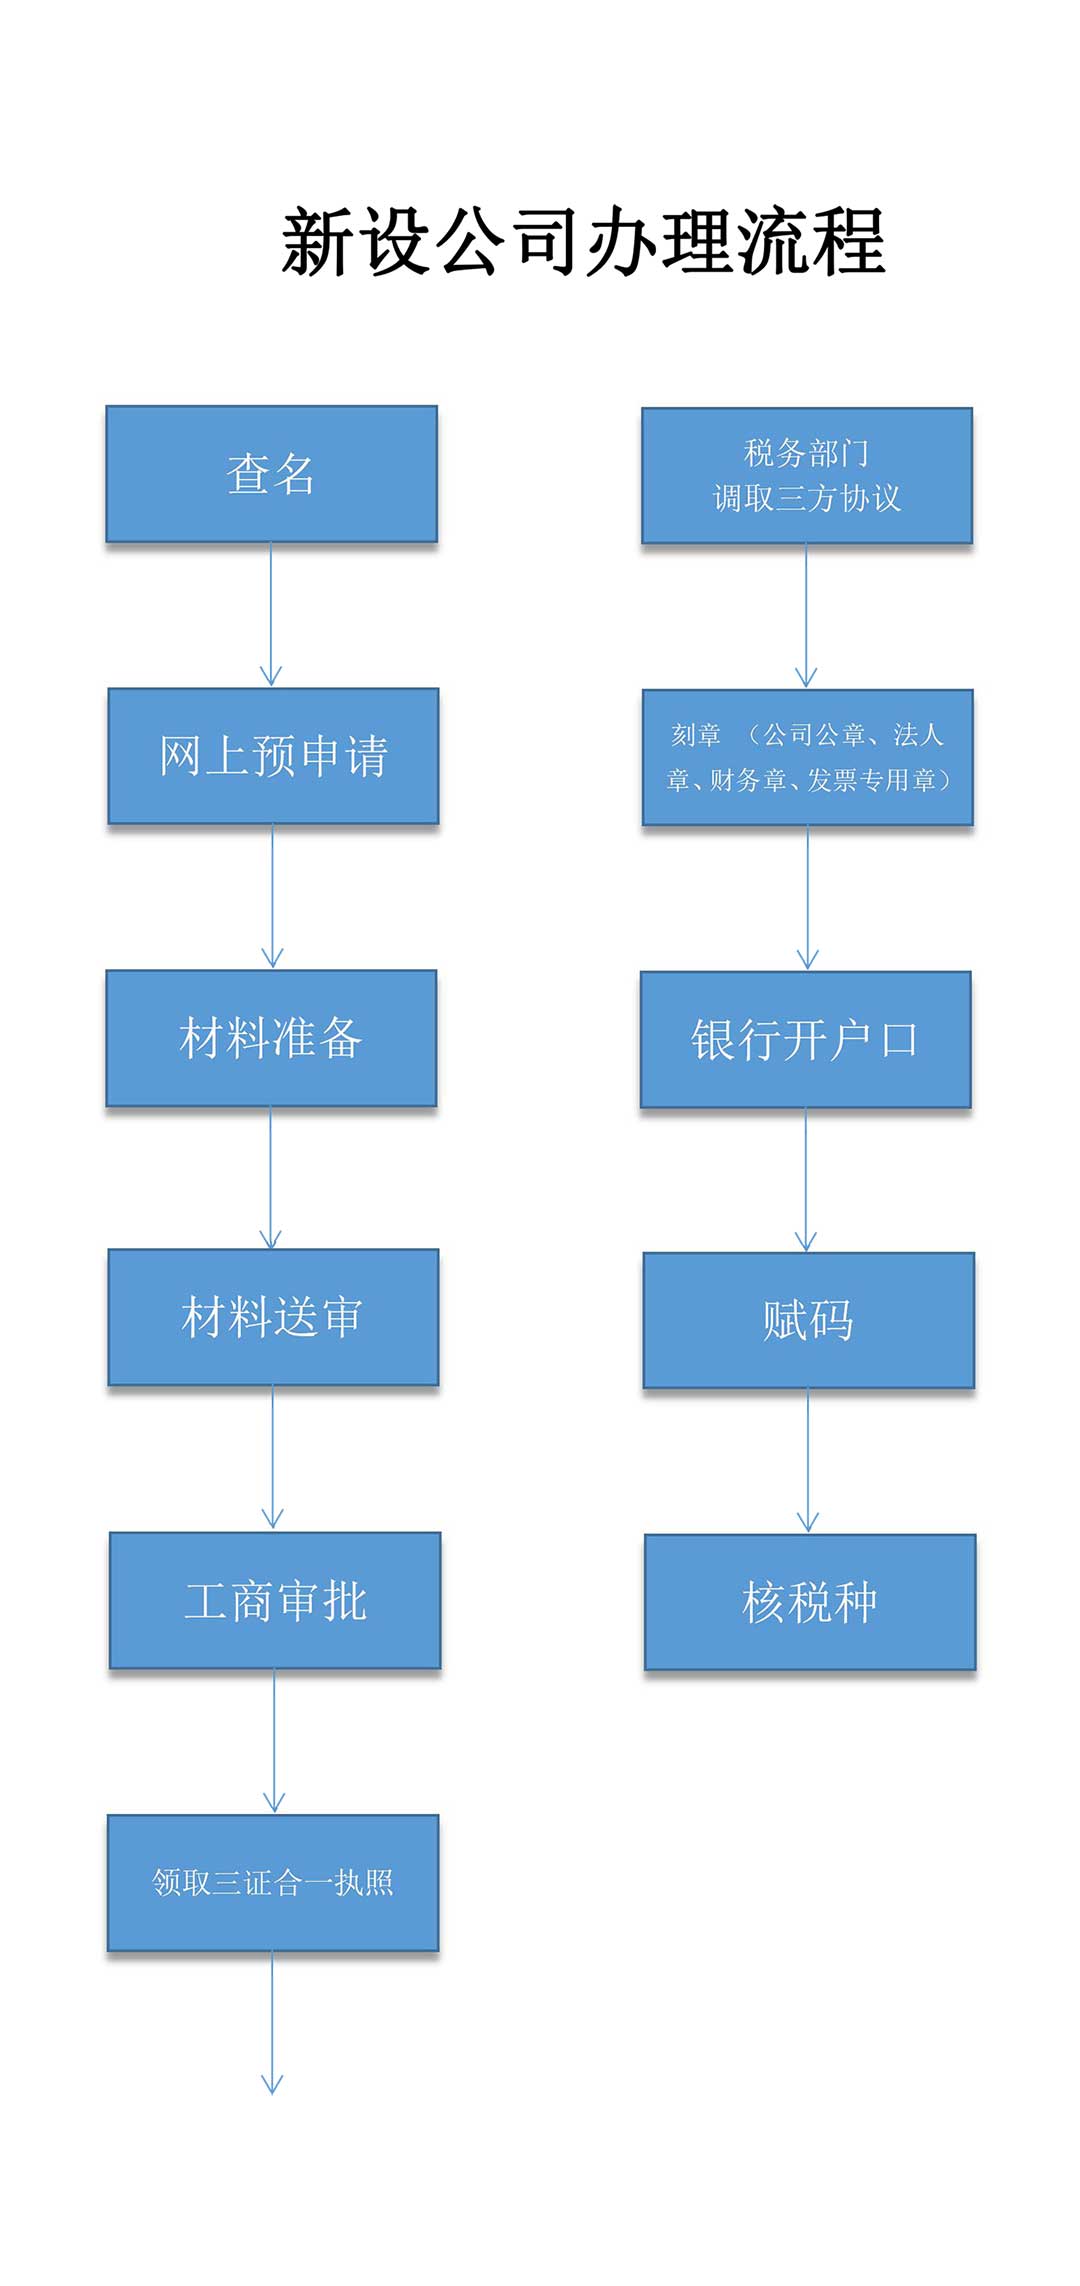 新设公司办理流程
查名
网上预申请
材料准备
材料送审
工商审批
领取三证合一执照
税务部门
调取三方协议
刻章 （公司公章、法人
章、财务章、发票专用章）
银行开户口
赋码
核税种